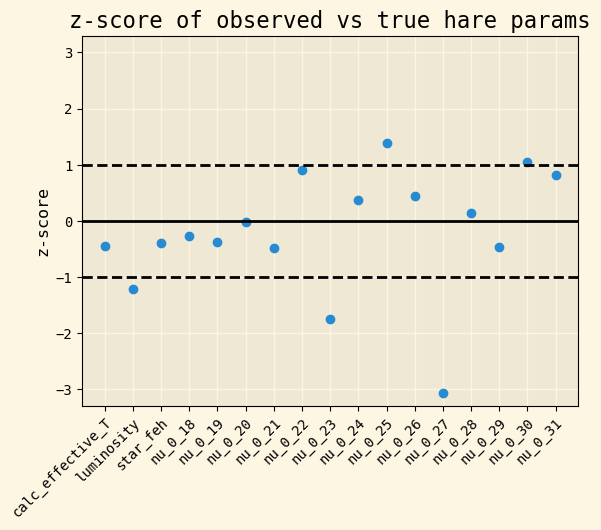 z-score of observed vs true hare params
z-score
3
2
1
0
−1
−2
−3
calc_effective_T
luminosity
star_feh
nu_0_18
nu_0_19
nu_0_20
nu_0_21
nu_0_22
nu_0_23
nu_0_24
nu_0_25
nu_0_26
nu_0_27
nu_0_28
nu_0_29
nu_0_30
nu_0_31